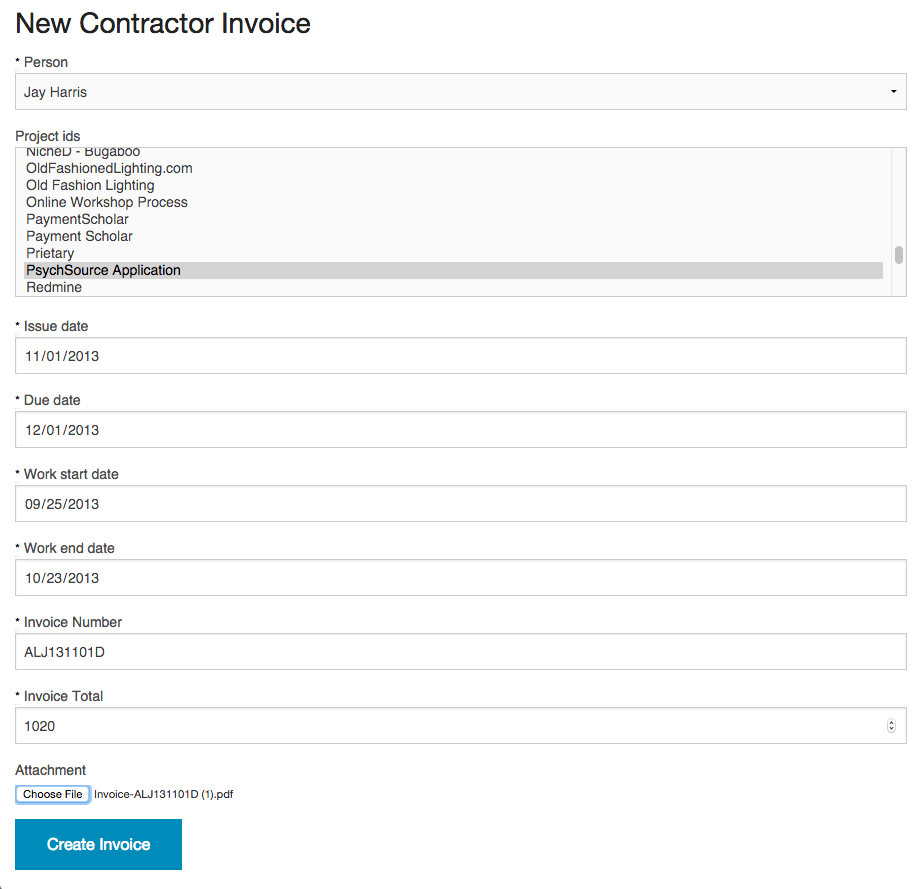 New Contractor Invoice
* Person
Jay Harris
Project ids
NicheD - Bugaboo
OldFashionedLighting.com
Old Fashion Lighting
Online Workshop Process
PaymentScholar
Payment Scholar
Prietary
PsychSource Application
Redmine
* Issue date
11/01/2013
* Due date
12/01/2013
* Work start date
09/25/2013
* Work end date
10/23/2013
* Invoice Number
ALJ131101D
* Invoice Total
1020
Attachment
Choose File Invoice-ALJ131101D (1).pdf
Create Invoice